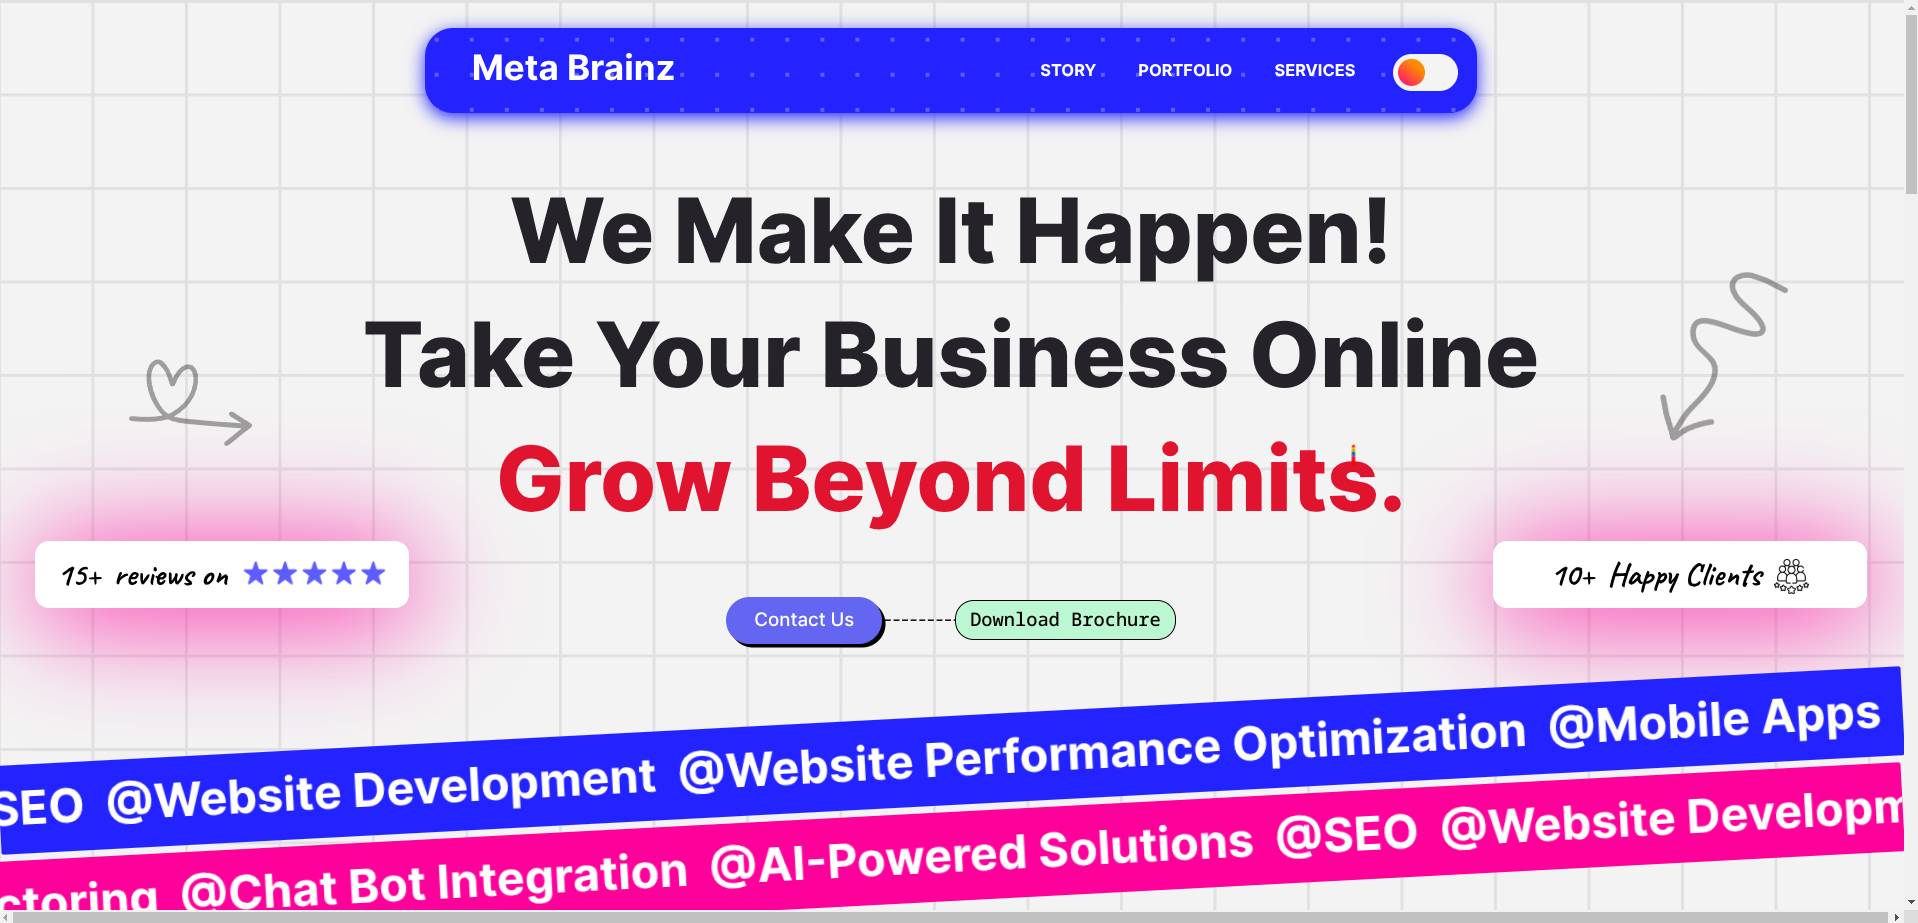 Meta Brainz
STORY PORTFOLIO SERVICES
We Make It Happen!
Take Your Business Online
Grow Beyond Limits.
15+ reviews on
10+ Happy Clients
Contact Us
Download Brochure
SEO @Website Development @Website Performance Optimization @Mobile Apps
ctoring @Chat Bot Integration @AI-Powered Solutions @SEO @Website Developm